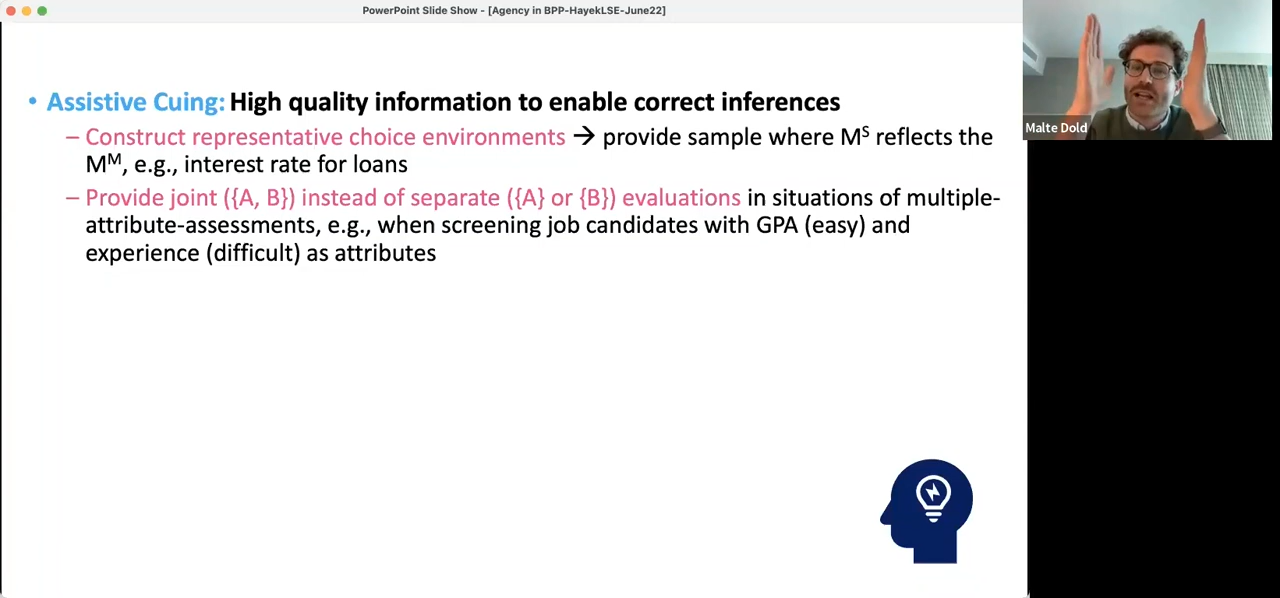 PowerPoint Slide Show - [Agency in BPP-HayekLSE-June22]
• Assistive Cuing: High quality information to enable correct inferences
– Construct representative choice environments → provide sample where Mˢ reflects the
Mᴹ, e.g., interest rate for loans
– Provide joint ({A, B}) instead of separate ({A} or {B}) evaluations in situations of multiple-
attribute-assessments, e.g., when screening job candidates with GPA (easy) and
experience (difficult) as attributes
Malte Dold